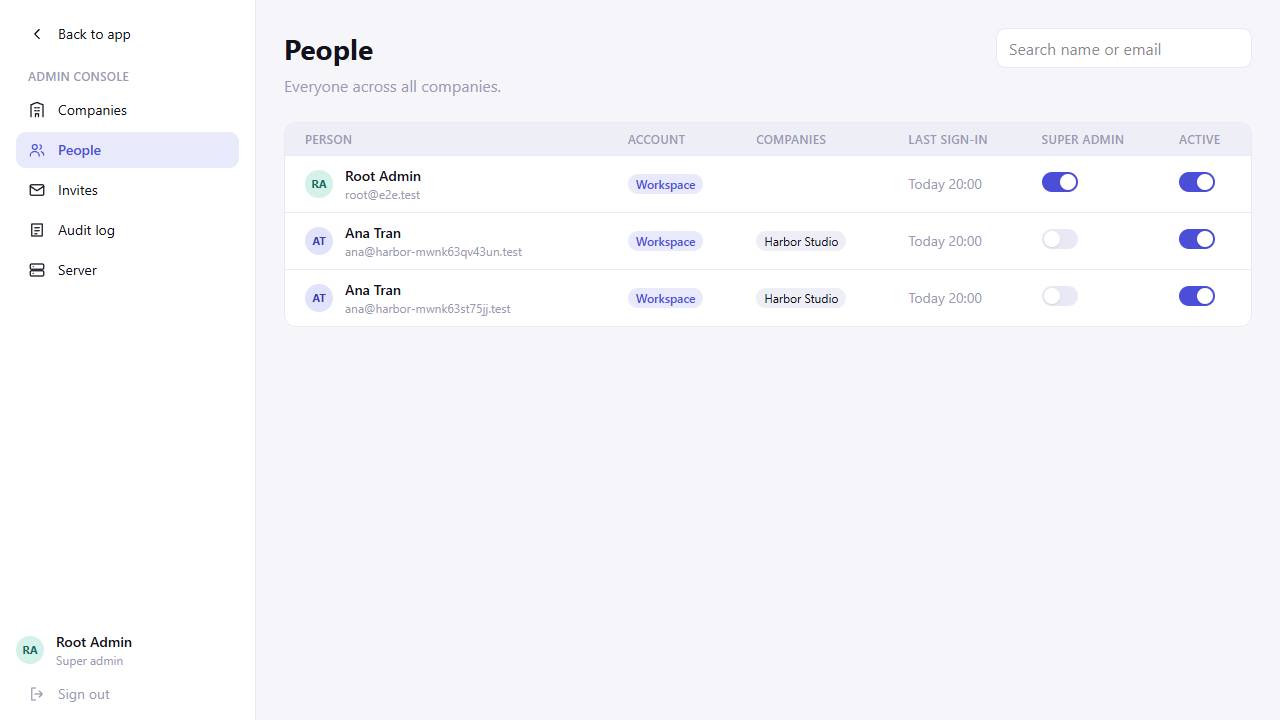 Back to app
ADMIN CONSOLE
Companies
People
Invites
Audit log
Server
RA Root Admin
Super admin
Sign out
People
Everyone across all companies.
Search name or email
PERSON ACCOUNT COMPANIES LAST SIGN-IN SUPER ADMIN ACTIVE
RA Root Admin Workspace Today 20:00
root@e2e.test
AT Ana Tran Workspace Harbor Studio Today 20:00
ana@harbor-mwnk63qv43un.test
AT Ana Tran Workspace Harbor Studio Today 20:00
ana@harbor-mwnk63st75jj.test